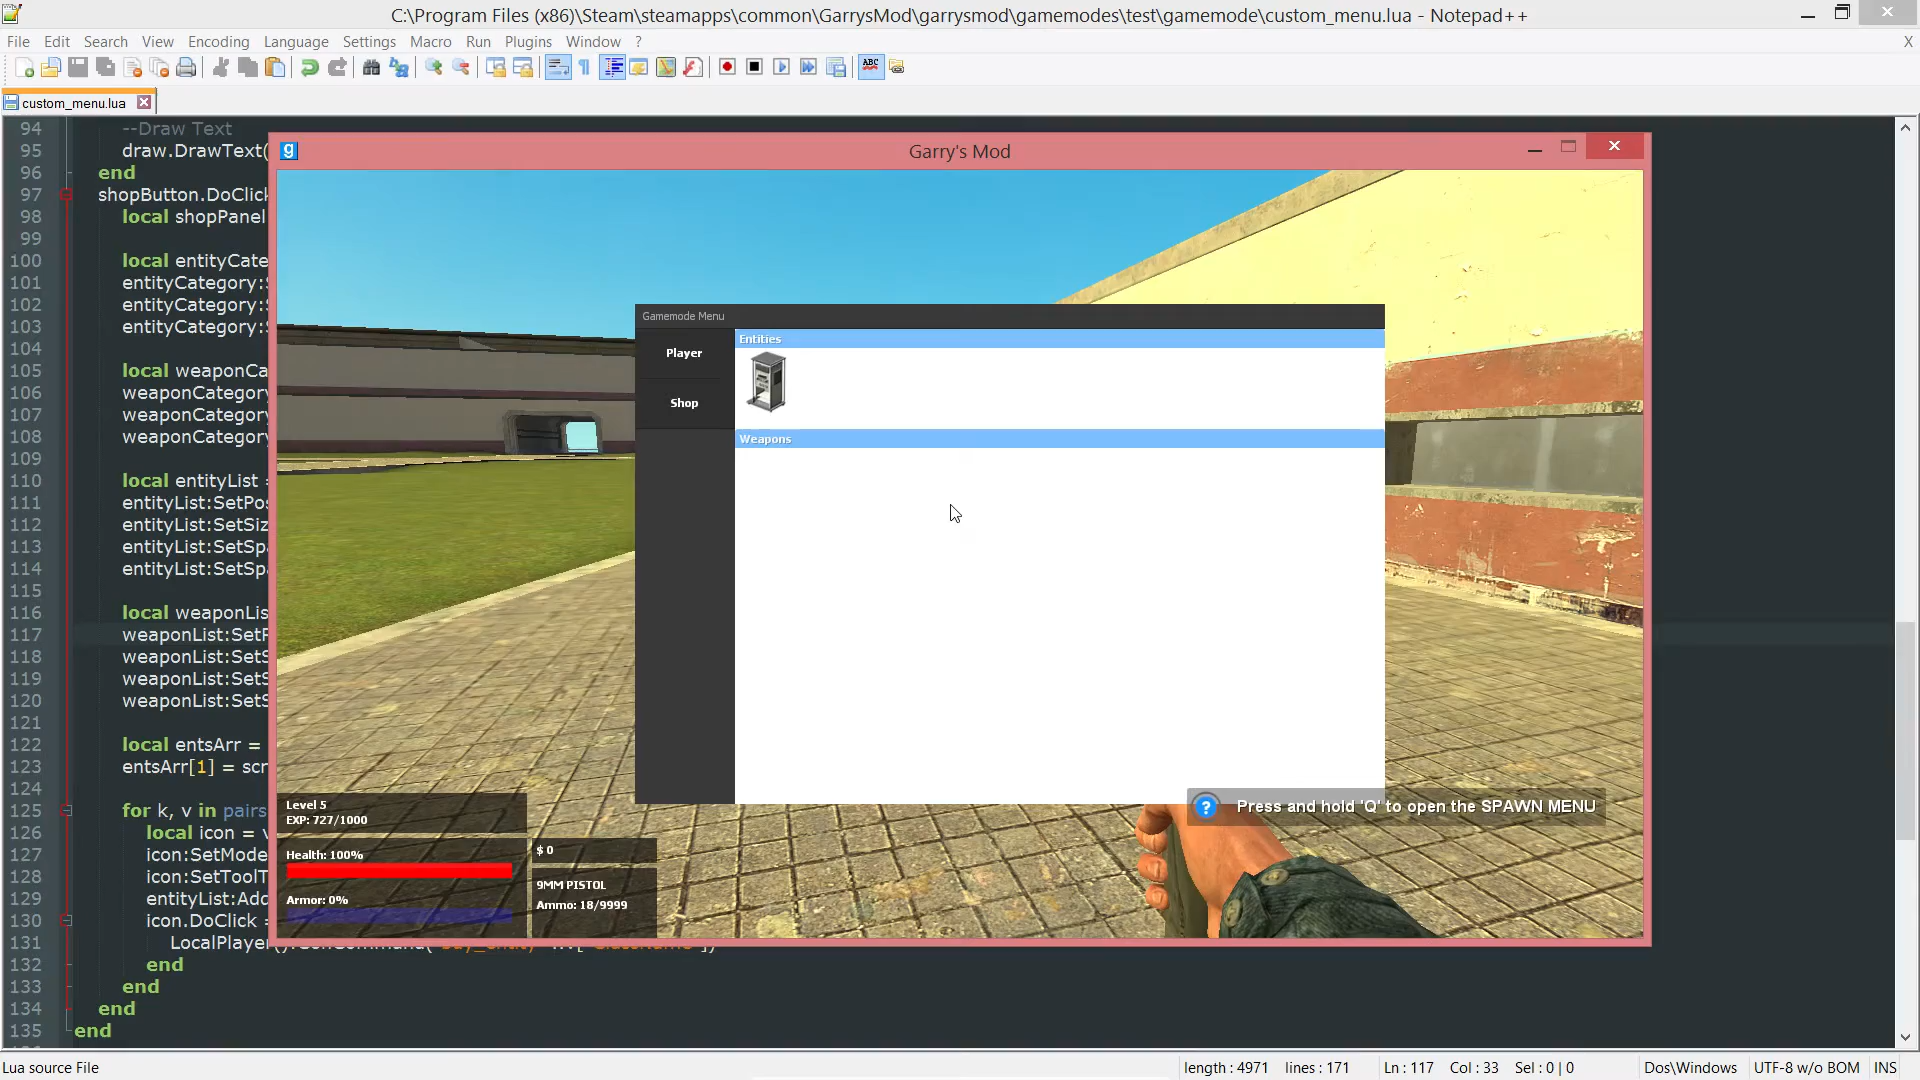 C:\Program Files (x86)\Steam\steamapps\common\GarrysMod\garrysmod\gamemodes\test\gamemode\custom_menu.lua - Notepad++
File Edit Search View Encoding Language Settings Macro Run Plugins Window ? X
custom_menu.lua
94 --Draw Text
95 draw.DrawText(
96 end
97 shopButton.DoClick
98 local shopPanel
99
100 local entityCate
101 entityCategory:
102 entityCategory:
103 entityCategory:
104
105 local weaponCa
106 weaponCategory
107 weaponCategory
108 weaponCategory
109
110 local entityList =
111 entityList:SetPos
112 entityList:SetSiz
113 entityList:SetSp
114 entityList:SetSp
115
116 local weaponLis
117 weaponList:SetP
118 weaponList:SetS
119 weaponList:SetS
120 weaponList:SetS
121
122 local entsArr =
123 entsArr[1] = scr
124
125 for k, v in pairs
126 local icon = v
127 icon:SetMode
128 icon:SetToolT
129 entityList:Add
130 icon.DoClick =
131 LocalPlayer
132 end
133 end
134 end
135 end
Garry's Mod
Gamemode Menu
Player
Shop
Entities
Weapons
Press and hold 'Q' to open the SPAWN MENU
Level 5
EXP: 727/1000
Health: 100%
Armor: 0%
$ 0
9MM PISTOL
Ammo: 18/9999
Lua source File length : 4971 lines : 171 Ln : 117 Col : 33 Sel : 0 | 0 Dos\Windows UTF-8 w/o BOM INS